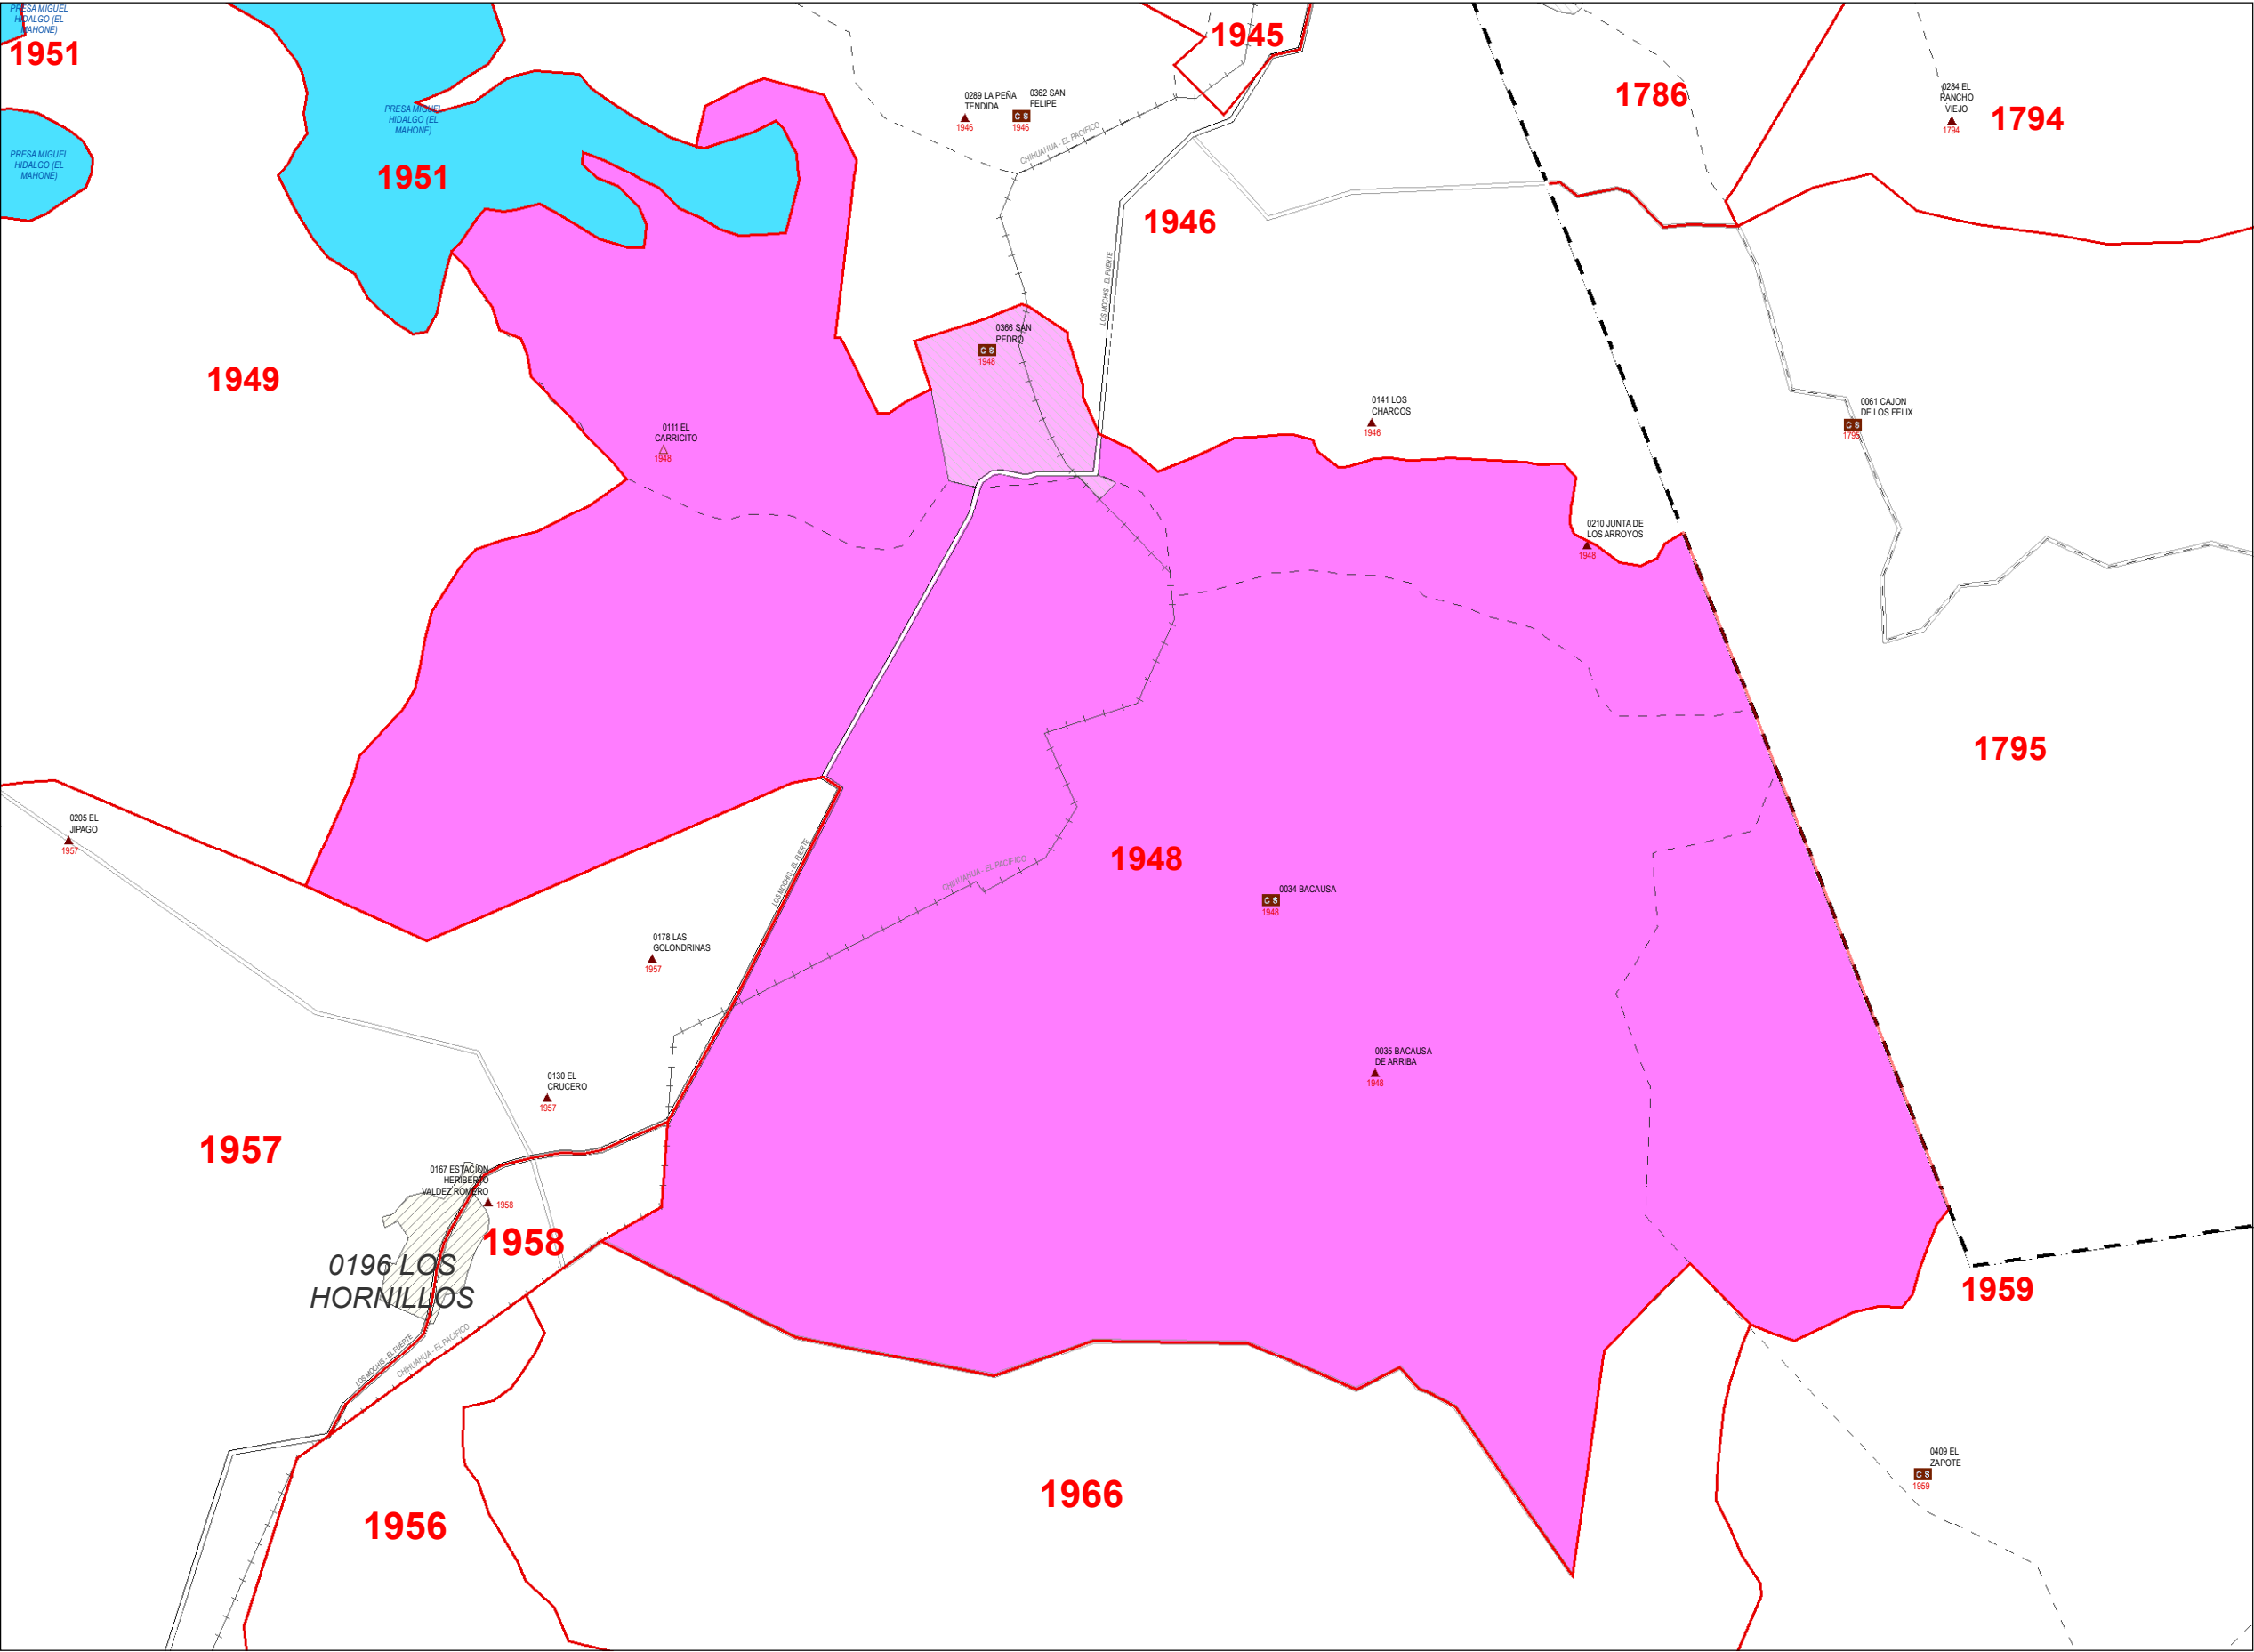 PRESA MIGUEL
HIDALGO (EL
MAHONE)
1951
PRESA MIGUEL
HIDALGO (EL
MAHONE)
PRESA MIGUEL
HIDALGO (EL
MAHONE)
1951
1945
0289 LA PEÑA
TENDIDA
1946
0362 SAN
FELIPE
C S
1946
CHIHUAHUA - EL PACIFICO
1786
0284 EL
RANCHO
VIEJO
1794
1794
1946
LOS MOCHIS - EL FUERTE
1949
0366 SAN
PEDRO
C S
1948
0111 EL
CARRICITO
1948
0141 LOS
CHARCOS
1946
0061 CAJON
DE LOS FELIX
C S
1795
0210 JUNTA DE
LOS ARROYOS
1948
1795
0205 EL
JIPAGO
1957
LOS MOCHIS - EL FUERTE
CHIHUAHUA - EL PACIFICO
1948
0034 BACAUSA
C S
1948
0178 LAS
GOLONDRINAS
1957
0035 BACAUSA
DE ARRIBA
1948
0130 EL
CRUCERO
1957
1957
0167 ESTACION
HERIBERTO
VALDEZ ROMERO
1958
1958
0196 LOS
HORNILLOS
1959
LOS MOCHIS - EL FUERTE
CHIHUAHUA - EL PACIFICO
0409 EL
ZAPOTE
C S
1959
1966
1956